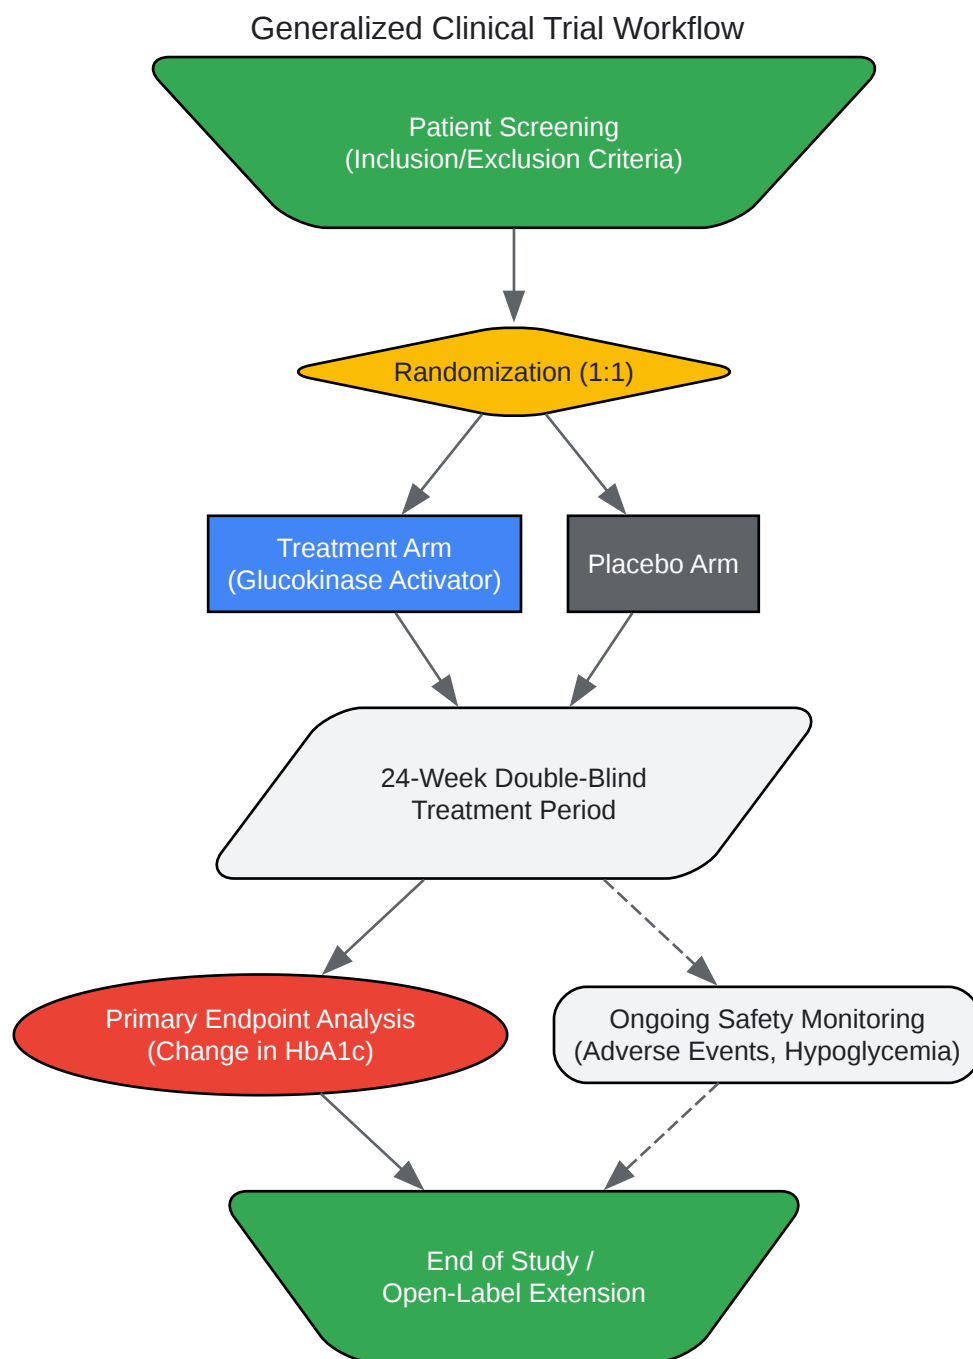 Generalized Clinical Trial Workflow
Patient Screening
(Inclusion/Exclusion Criteria)
Randomization (1:1)
Treatment Arm
(Glucokinase Activator)
Placebo Arm
24-Week Double-Blind
Treatment Period
Primary Endpoint Analysis
(Change in HbA1c)
Ongoing Safety Monitoring
(Adverse Events, Hypoglycemia)
End of Study /
Open-Label Extension